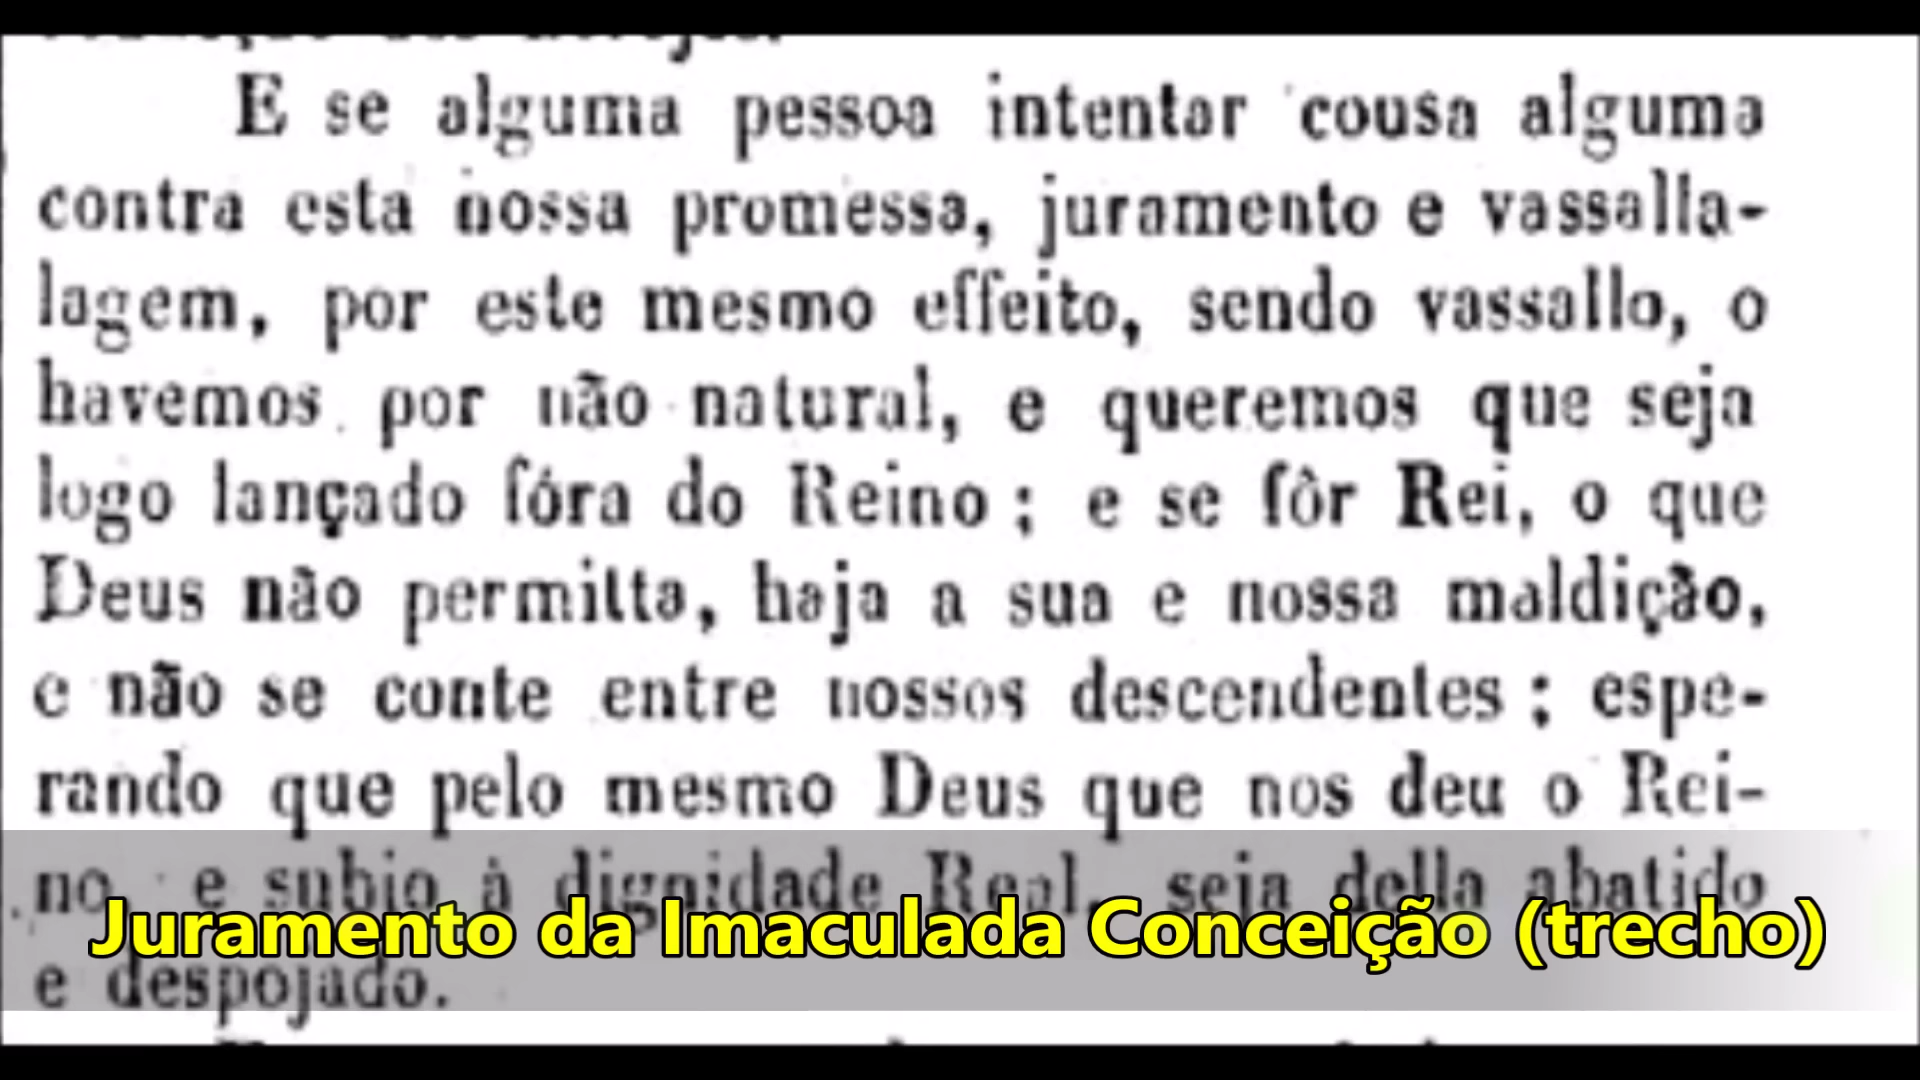 E se alguma pessoa intentar cousa alguma
contra esta nossa promessa, juramento e vassalla-
lagem, por este mesmo effeito, sendo vassallo, o
havemos por não natural, e queremos que seja
logo lançado fóra do Reino; e se fôr Rei, o que
Deus não permitta, haja a sua e nossa maldição,
e não se conte entre nossos descendentes; espe-
rando que pelo mesmo Deus que nos deu o Rei-
no, e subio á dignidade Real, seja della abatido
Juramento da Imaculada Conceição (trecho)
e despojado.